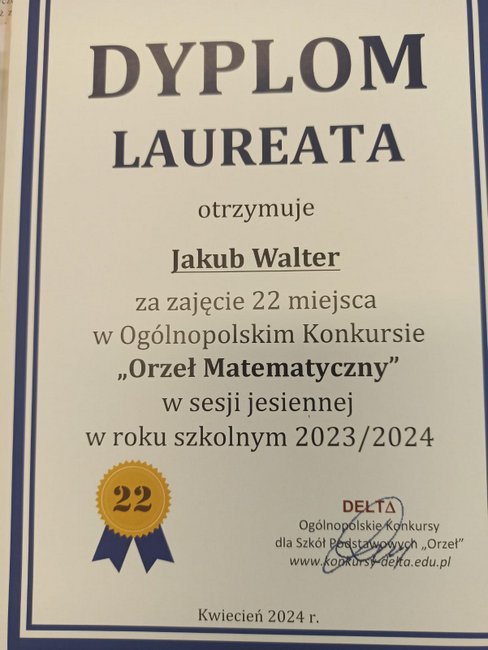 DYPLOM
LAUREATA
otrzymuje
Jakub Walter
za zajęcie 22 miejsca
w Ogólnopolskim Konkursie
„Orzeł Matematyczny”
w sesji jesiennej
w roku szkolnym 2023/2024
22
DELTA
Ogólnopolskie Konkursy
dla Szkół Podstawowych „Orzeł”
www.konkursy-delta.edu.pl
Kwiecień 2024 r.